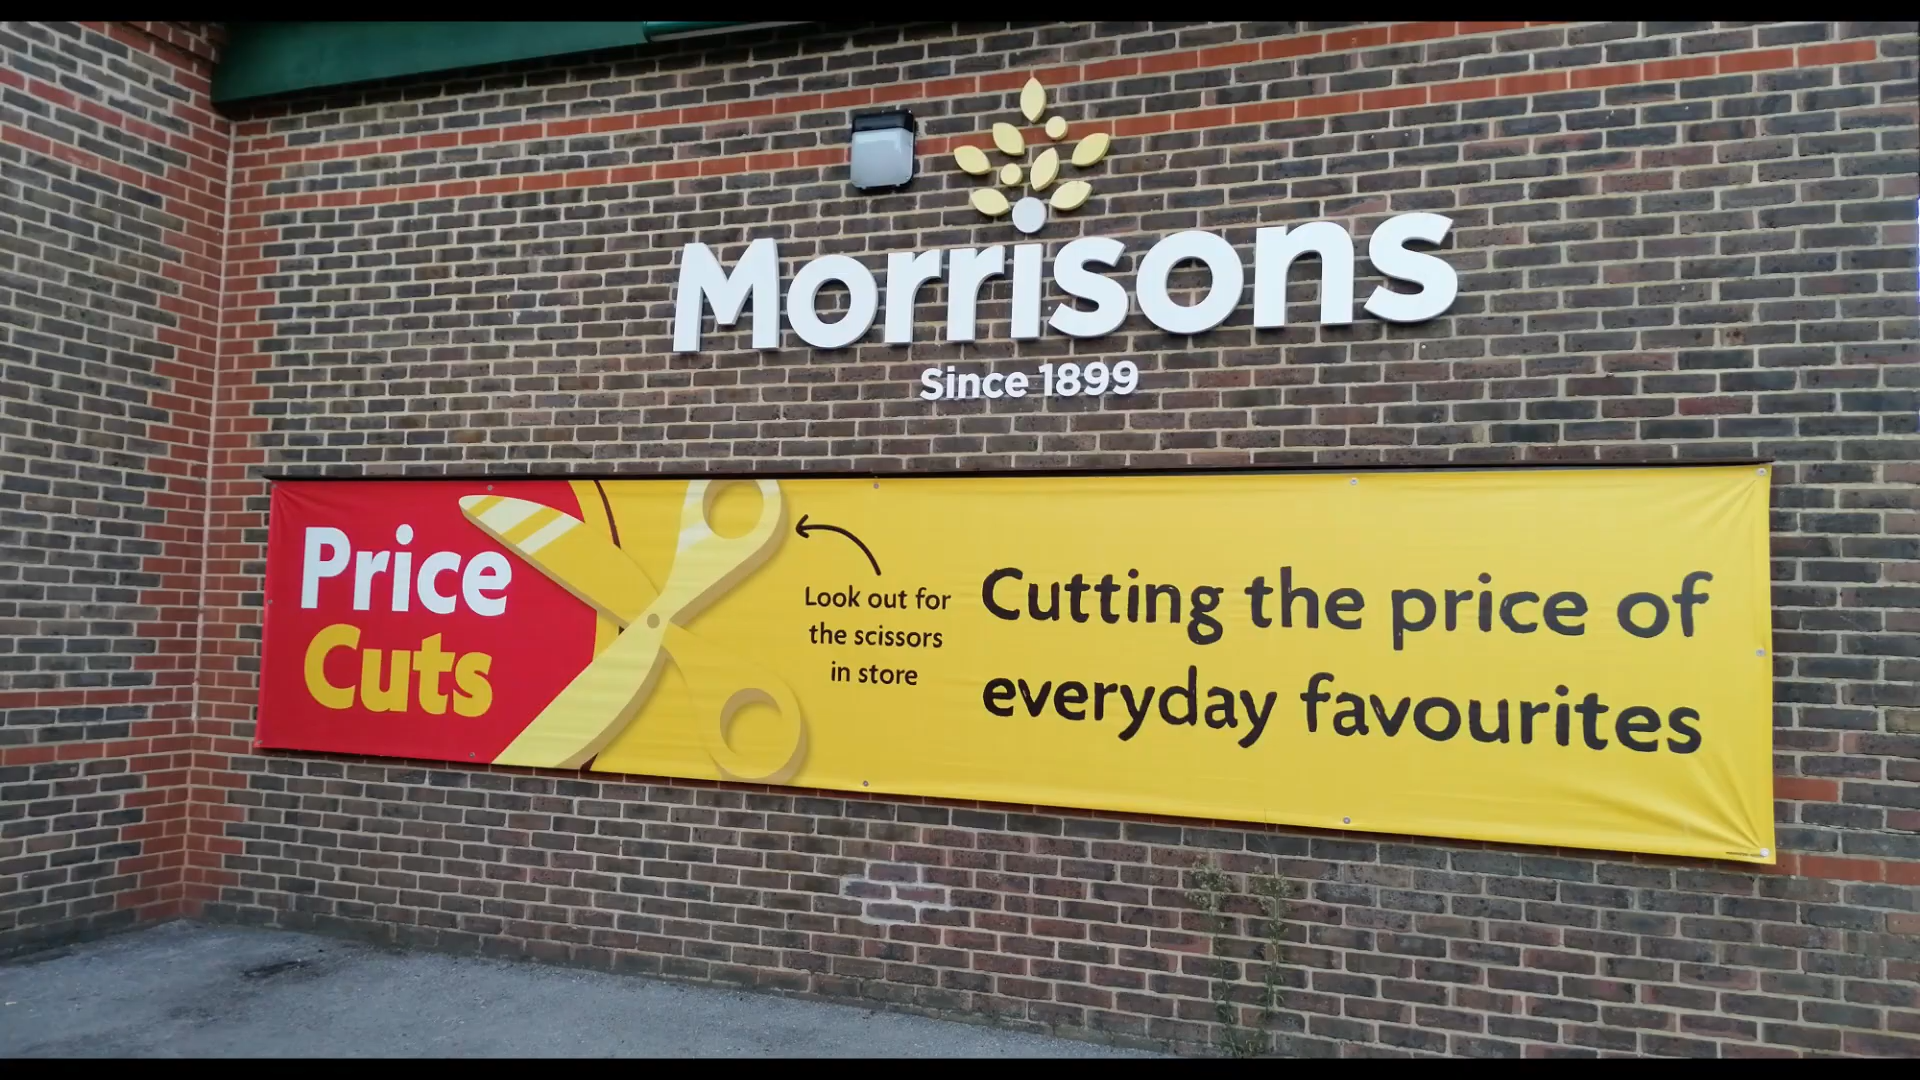 Morrisons
Since 1899
Price
Cuts
Look out for
the scissors
in store
Cutting the price of
everyday favourites